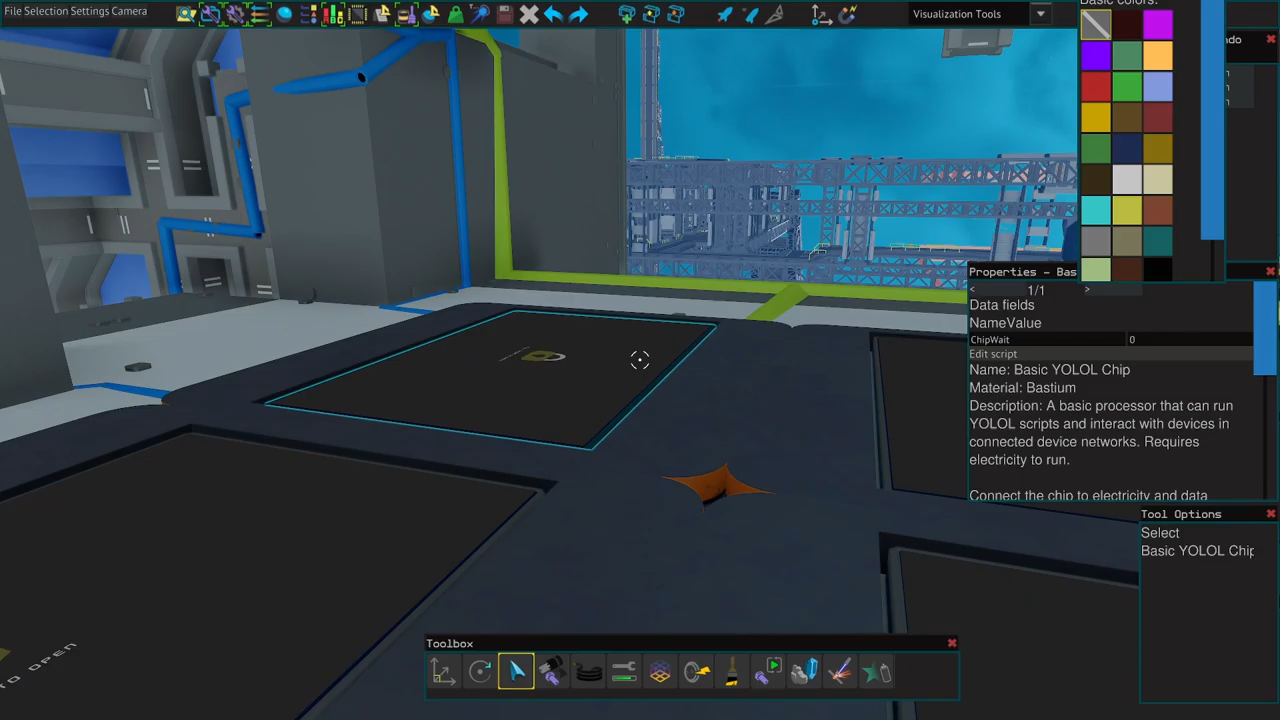 File Selection Settings Camera
Visualization Tools
Basic colors:
ndo
Properties - Bas
< 1/1 >
Data fields
NameValue
ChipWait 0
Edit script
Name: Basic YOLOL Chip
Material: Bastium
Description: A basic processor that can run
YOLOL scripts and interact with devices in
connected device networks. Requires
electricity to run.
Connect the chip to electricity and data
Tool Options
Select
Basic YOLOL Chip
Toolbox
TO OPEN